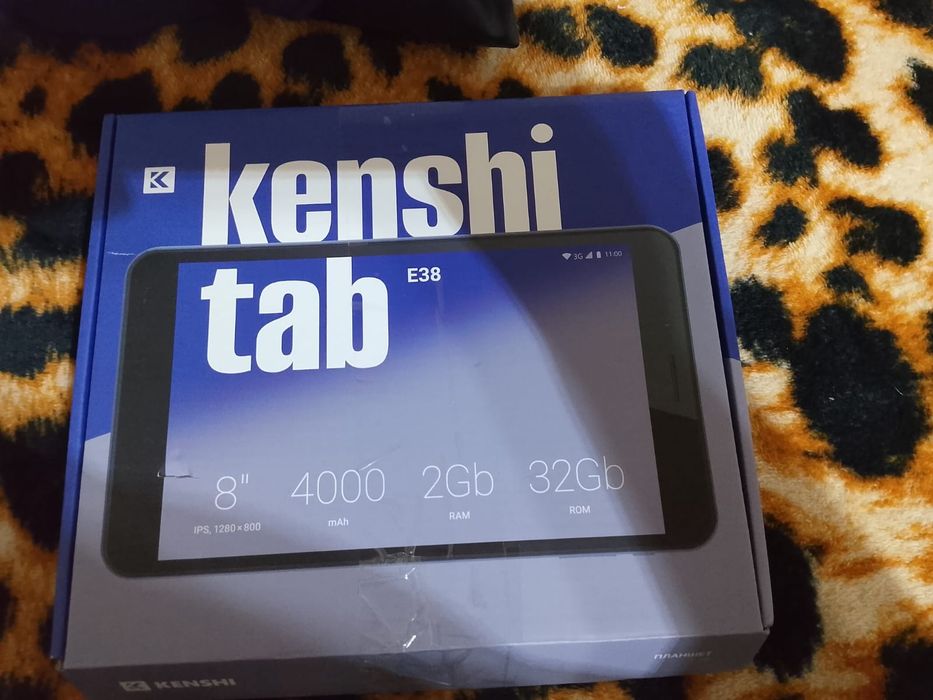 kenshi
tab E38
3G 11:00
8" 4000 2Gb 32Gb
IPS, 1280×800 mAh RAM ROM
KENSHI ПЛАНШЕТ